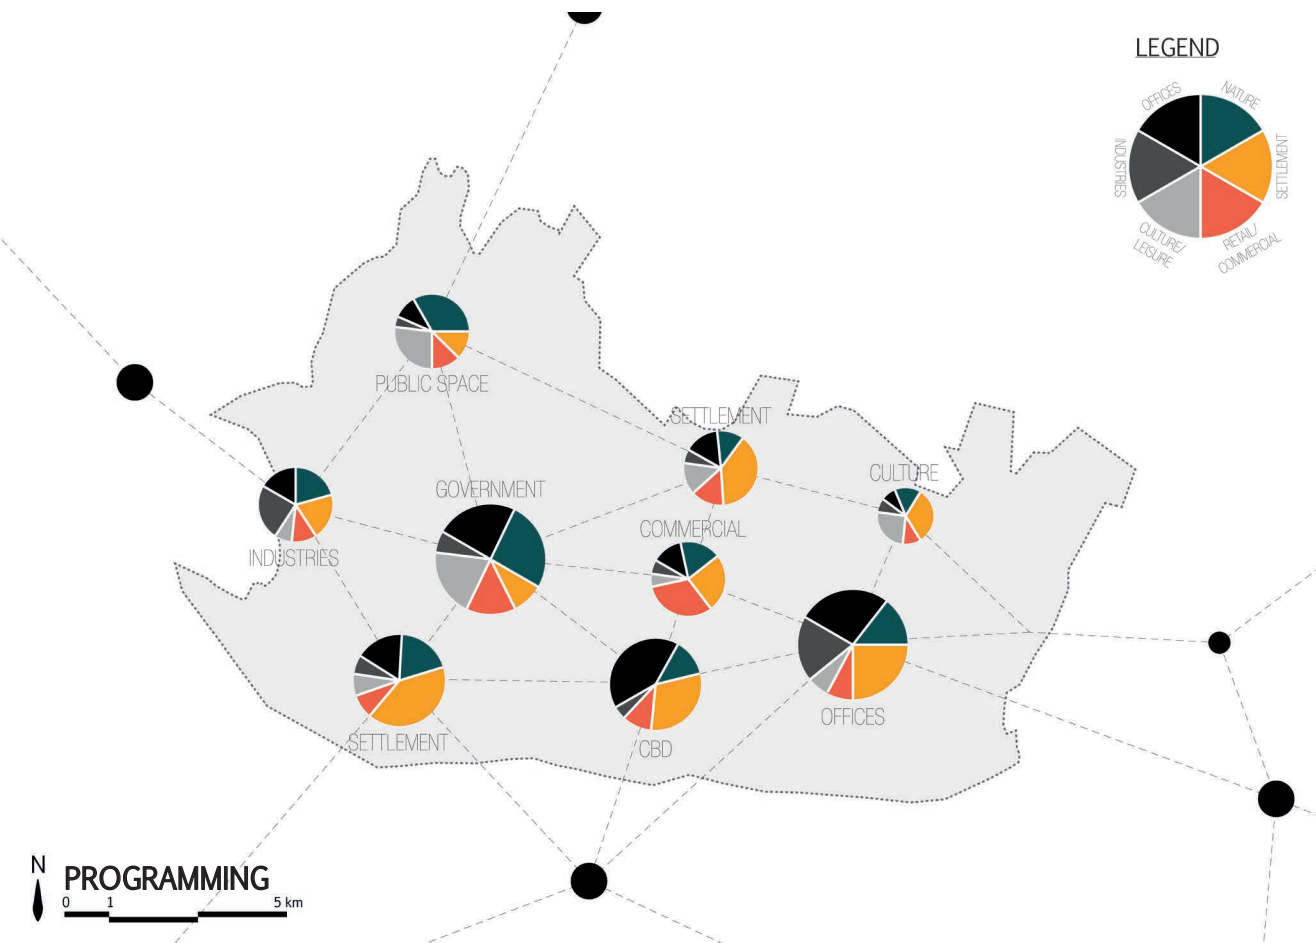 LEGEND
OFFICES
NATURE
INDUSTRIES
SETTLEMENT
CULTURE/
LEISURE
RETAIL/
COMMERCIAL
PUBLIC SPACE
SETTLEMENT
CULTURE
GOVERNMENT
COMMERCIAL
INDUSTRIES
OFFICES
SETTLEMENT
CBD
N
PROGRAMMING
0 1 5 km